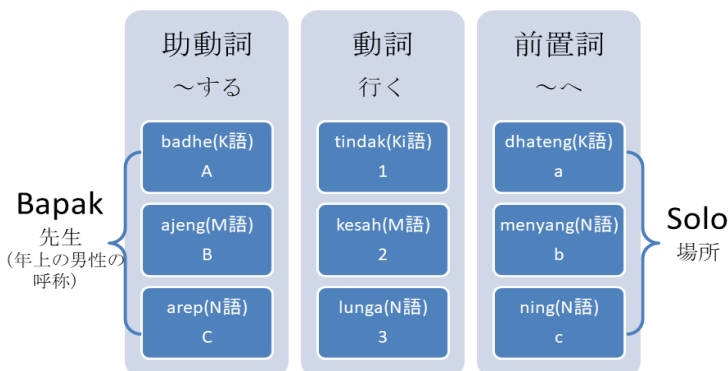 助動詞
～する
badhe(K語)
A
ajeng(M語)
B
arep(N語)
C
動詞
行く
tindak(Ki語)
1
kesah(M語)
2
lunga(N語)
3
前置詞
～へ
dhateng(K語)
a
menyang(N語)
b
ning(N語)
c
Bapak
先生
（年上の男性の
呼称）
Solo
場所